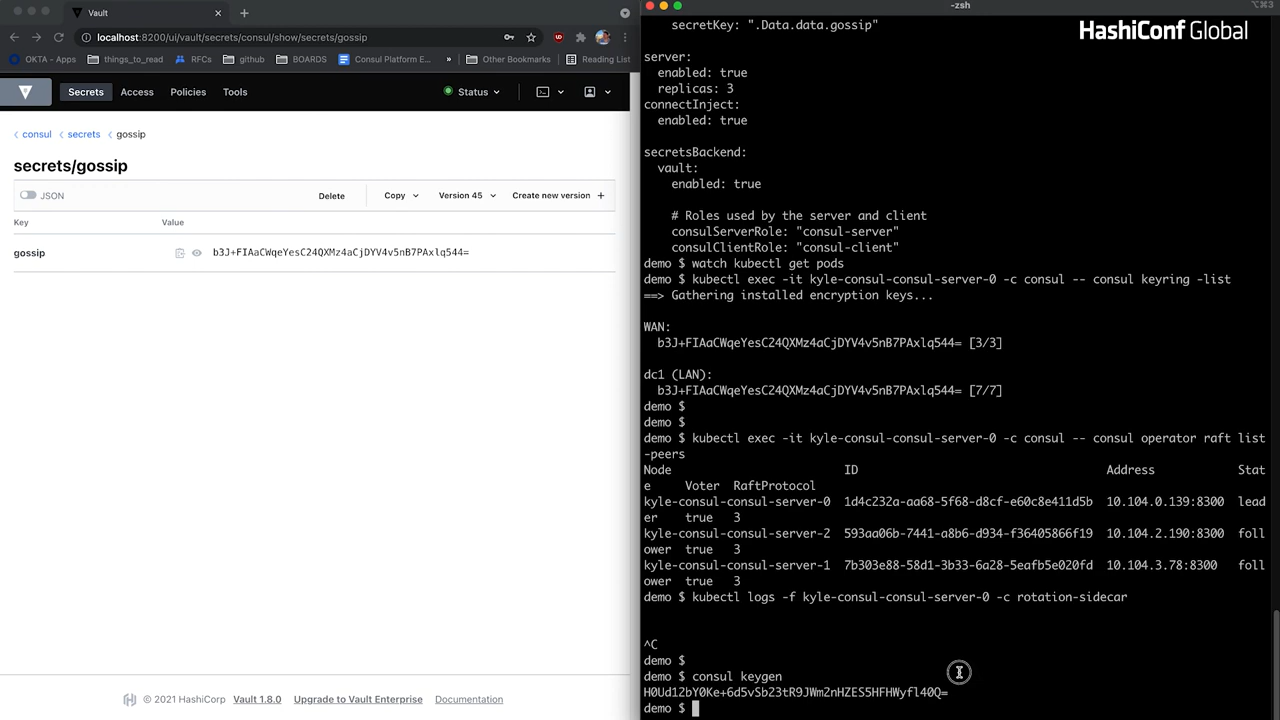 Vault
-zsh
⌥⌘3
localhost:8200/ui/vault/secrets/consul/show/secrets/gossip
OKTA - Apps
things_to_read
RFCs
github
BOARDS
Consul Platform E...
»
Other Bookmarks
Reading List
Secrets
Access
Policies
Tools
Status
consul
secrets
gossip
secrets/gossip
JSON
Delete
Copy
Version 45
Create new version +
Key
Value
gossip
b3J+FIAaCWqeYesC24QXMz4aCjDYV4v5nB7PAxlq544=
© 2021 HashiCorp
Vault 1.8.0
Upgrade to Vault Enterprise
Documentation
HashiConf Global
secretKey: ".Data.data.gossip"
server:
enabled: true
replicas: 3
connectInject:
enabled: true
secretsBackend:
vault:
enabled: true
# Roles used by the server and client
consulServerRole: "consul-server"
consulClientRole: "consul-client"
demo $ watch kubectl get pods
demo $ kubectl exec -it kyle-consul-consul-server-0 -c consul -- consul keyring -list
==> Gathering installed encryption keys...
WAN:
b3J+FIAaCWqeYesC24QXMz4aCjDYV4v5nB7PAxlq544= [3/3]
dc1 (LAN):
b3J+FIAaCWqeYesC24QXMz4aCjDYV4v5nB7PAxlq544= [7/7]
demo $
demo $
demo $ kubectl exec -it kyle-consul-consul-server-0 -c consul -- consul operator raft list
-peers
Node ID Address Stat
e Voter RaftProtocol
kyle-consul-consul-server-0 1d4c232a-aa68-5f68-d8cf-e60c8e411d5b 10.104.0.139:8300 lead
er true 3
kyle-consul-consul-server-2 593aa06b-7441-a8b6-d934-f36405866f19 10.104.2.190:8300 foll
ower true 3
kyle-consul-consul-server-1 7b303e88-58d1-3b33-6a28-5eafb5e020fd 10.104.3.78:8300 foll
ower true 3
demo $ kubectl logs -f kyle-consul-consul-server-0 -c rotation-sidecar
^C
demo $
demo $ consul keygen
H0Ud12bY0Ke+6d5vSb23tR9JWm2nHZES5HFHWyfl40Q=
demo $